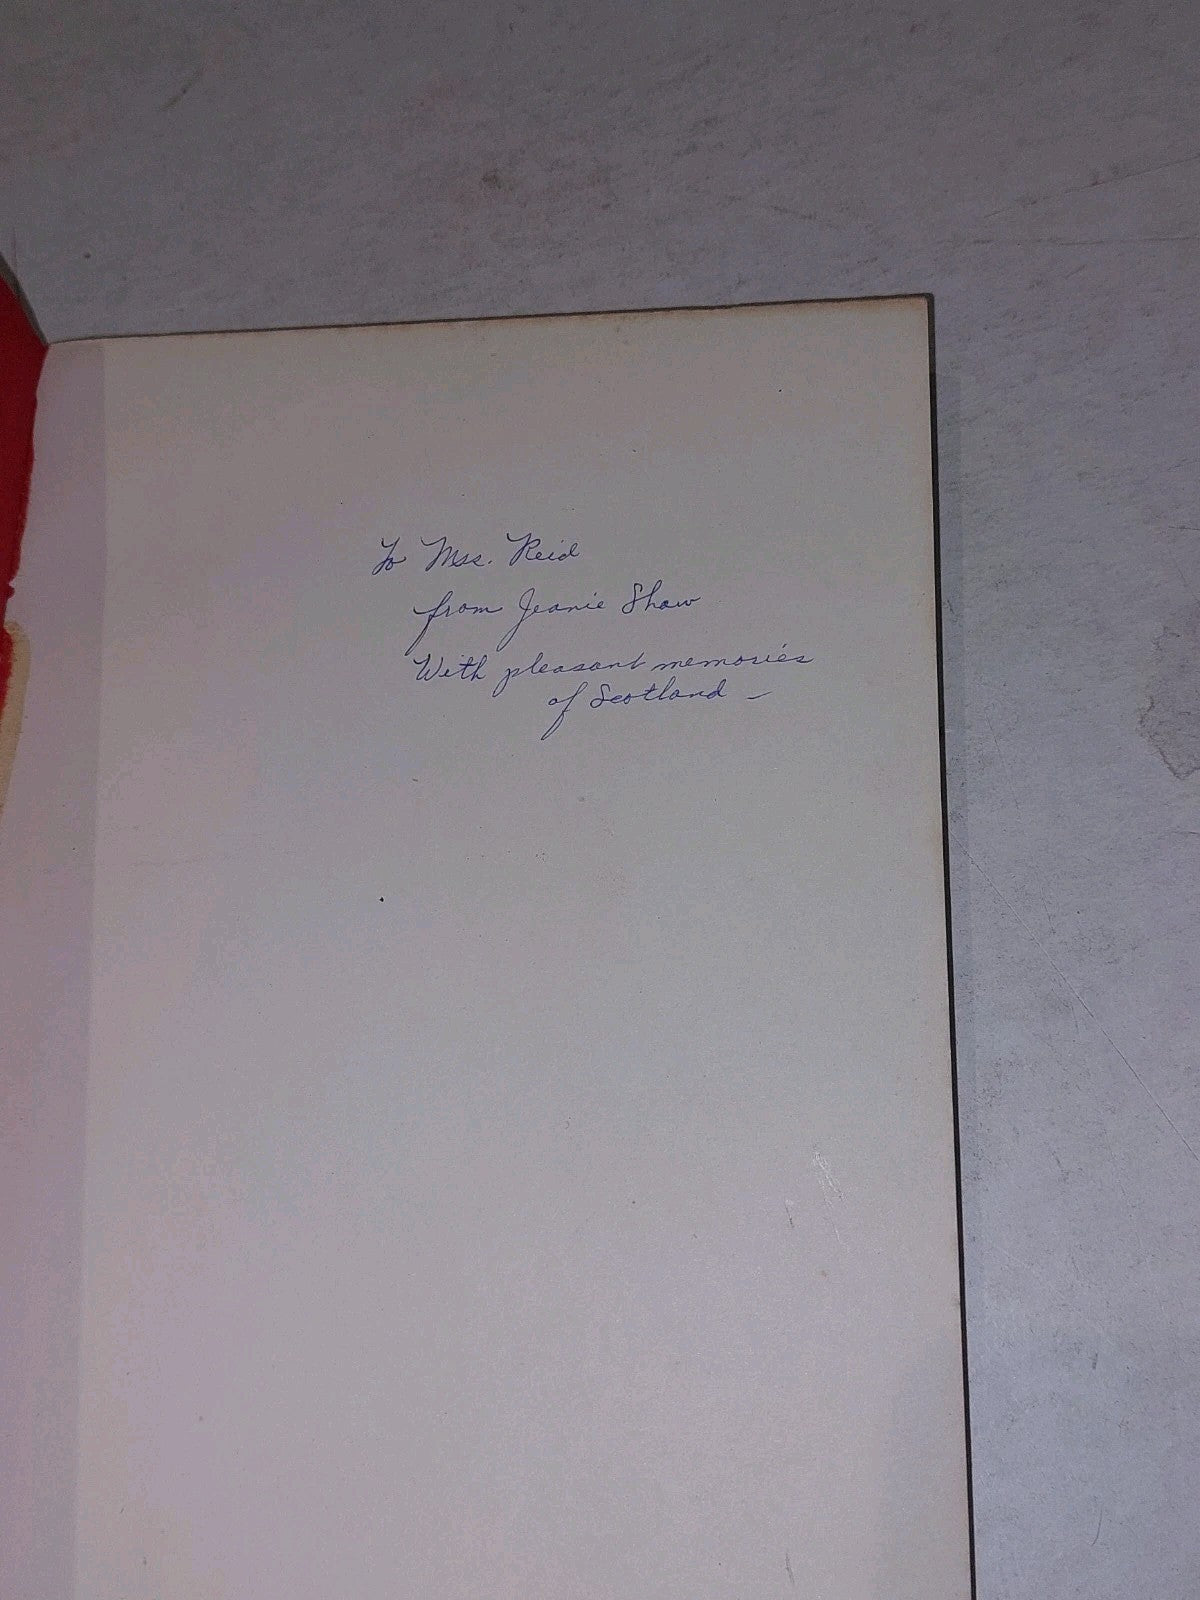 To Mrs. Reid
from Jeanie Shaw
With pleasant memories
of Scotland —